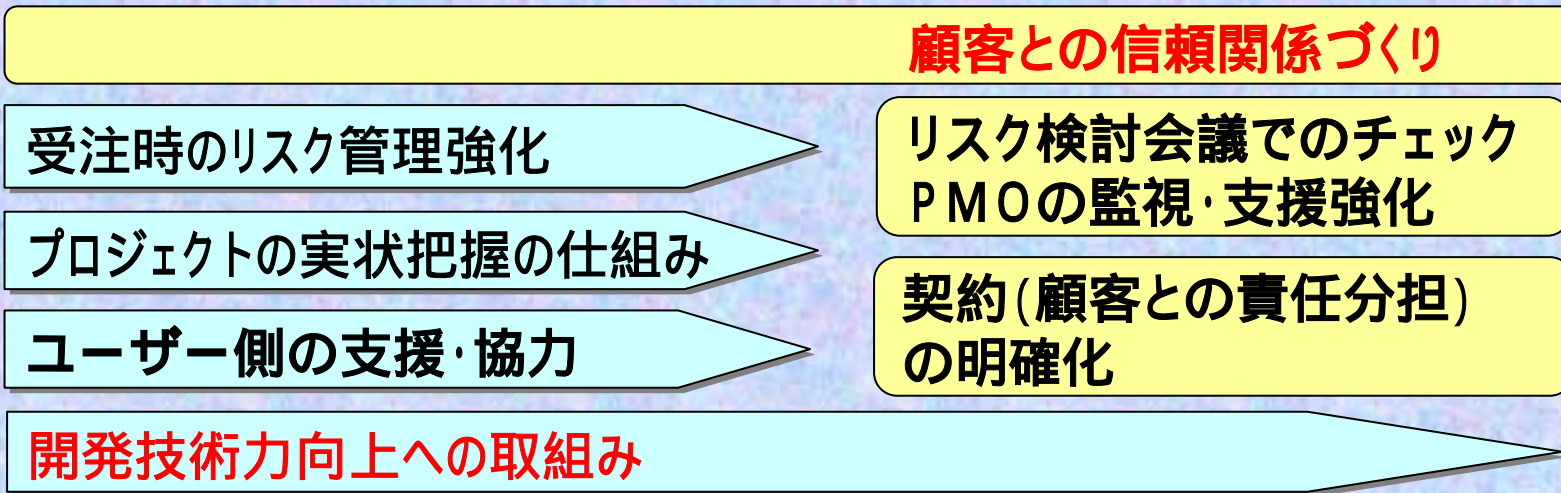 顧客との信頼関係づくり
受注時のリスク管理強化
プロジェクトの実状把握の仕組み
ユーザー側の支援・協力
リスク検討会議でのチェック
ＰＭＯの監視・支援強化
契約(顧客との責任分担)
の明確化
開発技術力向上への取組み